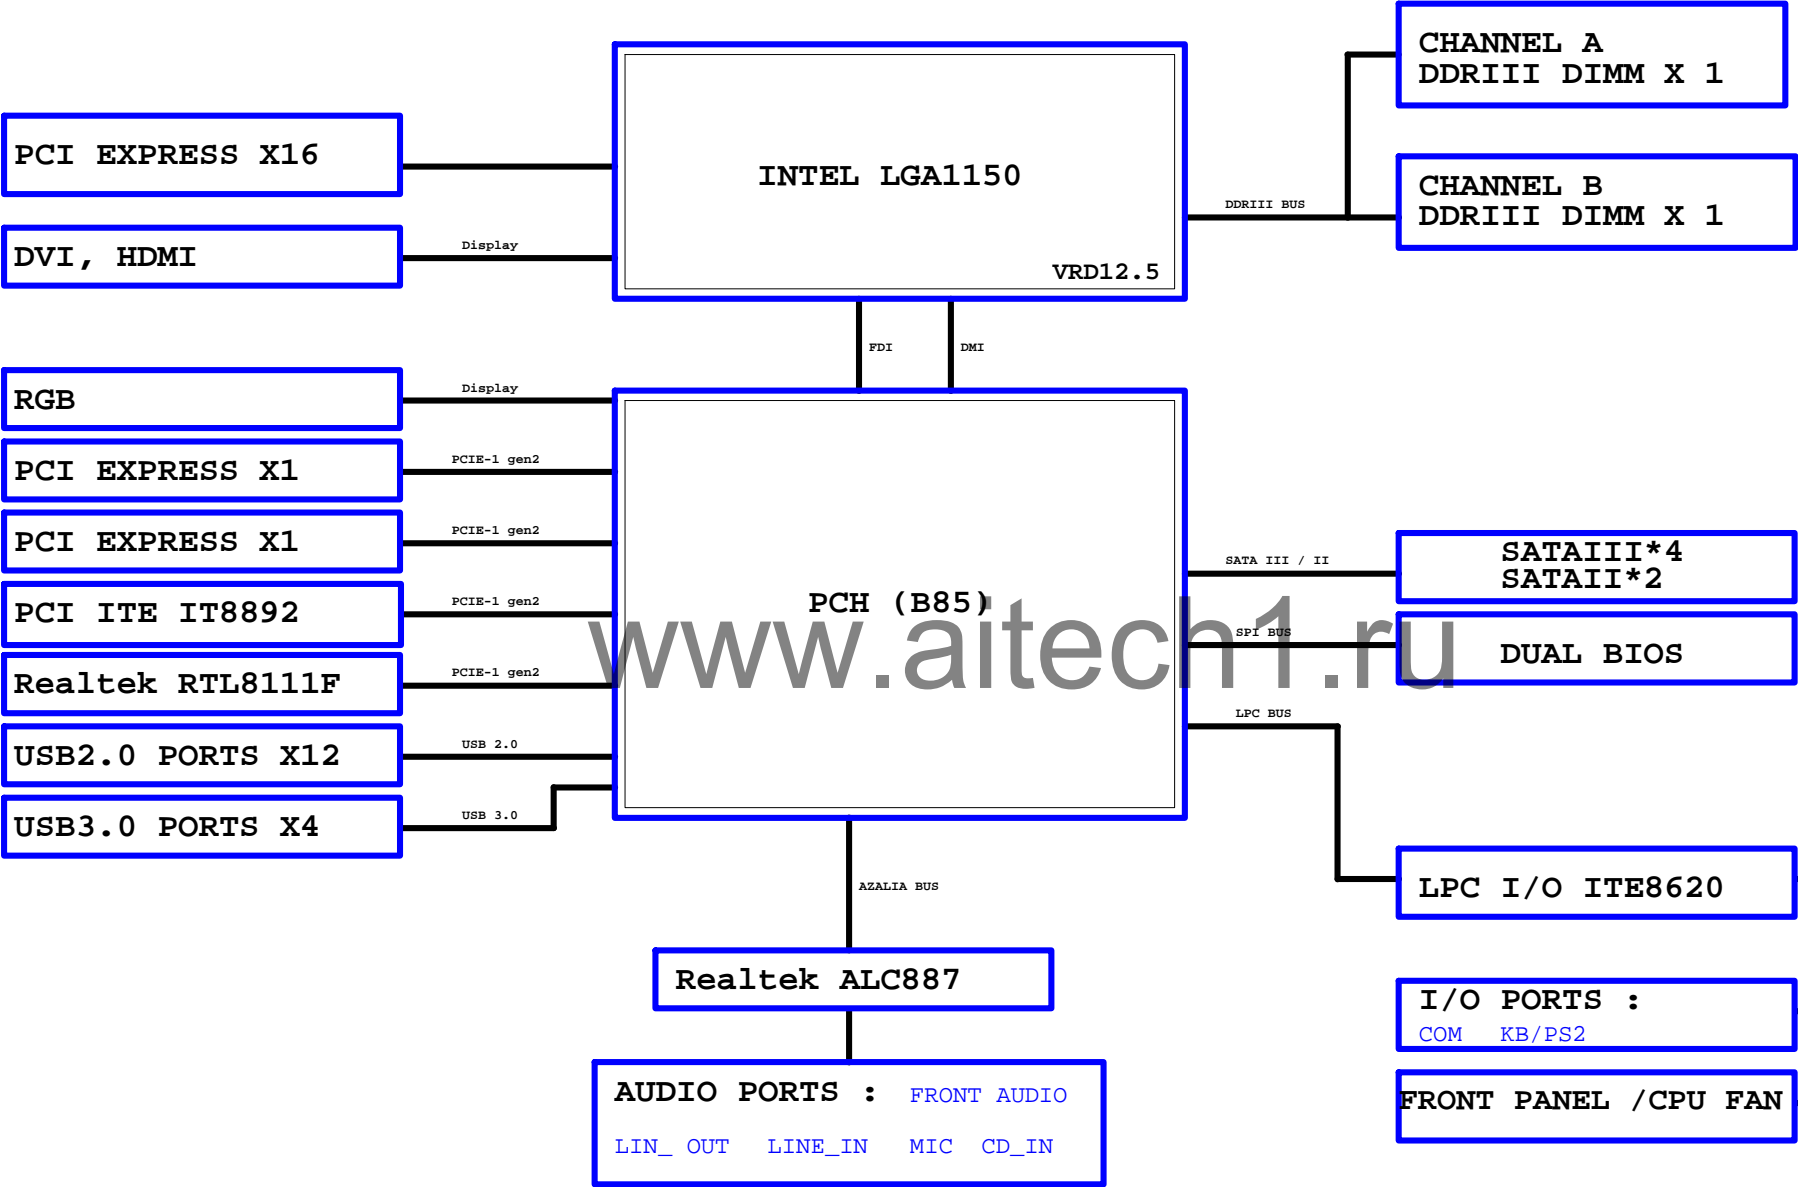 CHANNEL A
DDRIII DIMM X 1
PCI EXPRESS X16
INTEL LGA1150
CHANNEL B
DDRIII DIMM X 1
DDRIII BUS
DVI, HDMI
Display
VRD12.5
FDI
DMI
RGB
Display
PCI EXPRESS X1
PCIE-1 gen2
PCI EXPRESS X1
PCIE-1 gen2
SATA III / II
SATAIII*4
SATAII*2
PCI ITE IT8892
PCIE-1 gen2
PCH (B85)
www.aitech1.ru
SPI BUS
DUAL BIOS
Realtek RTL8111F
PCIE-1 gen2
LPC BUS
USB2.0 PORTS X12
USB 2.0
USB3.0 PORTS X4
USB 3.0
AZALIA BUS
LPC I/O ITE8620
Realtek ALC887
I/O PORTS :
COM KB/PS2
AUDIO PORTS : FRONT AUDIO
LIN_ OUT LINE_IN MIC CD_IN
FRONT PANEL /CPU FAN